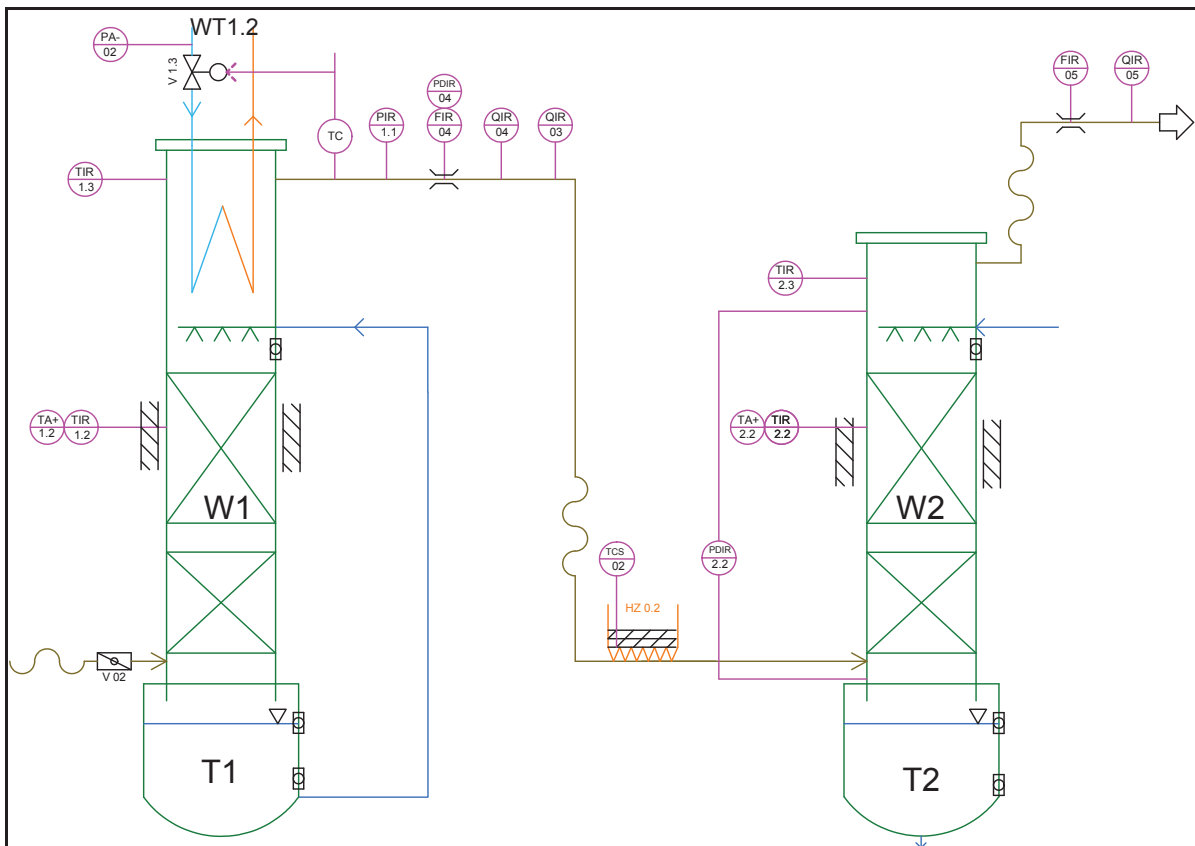 WT1.2
PA-
02
V 1.3
FIR
05
QIR
05
PDIR
04
FIR
04
PIR
1.1
QIR
04
QIR
03
TC
TIR
1.3
TIR
2.3
TA+
1.2
TIR
1.2
TA+
2.2
TIR
2.2
W1
W2
TCS
02
PDIR
2.2
HZ 0.2
V 02
T1
T2